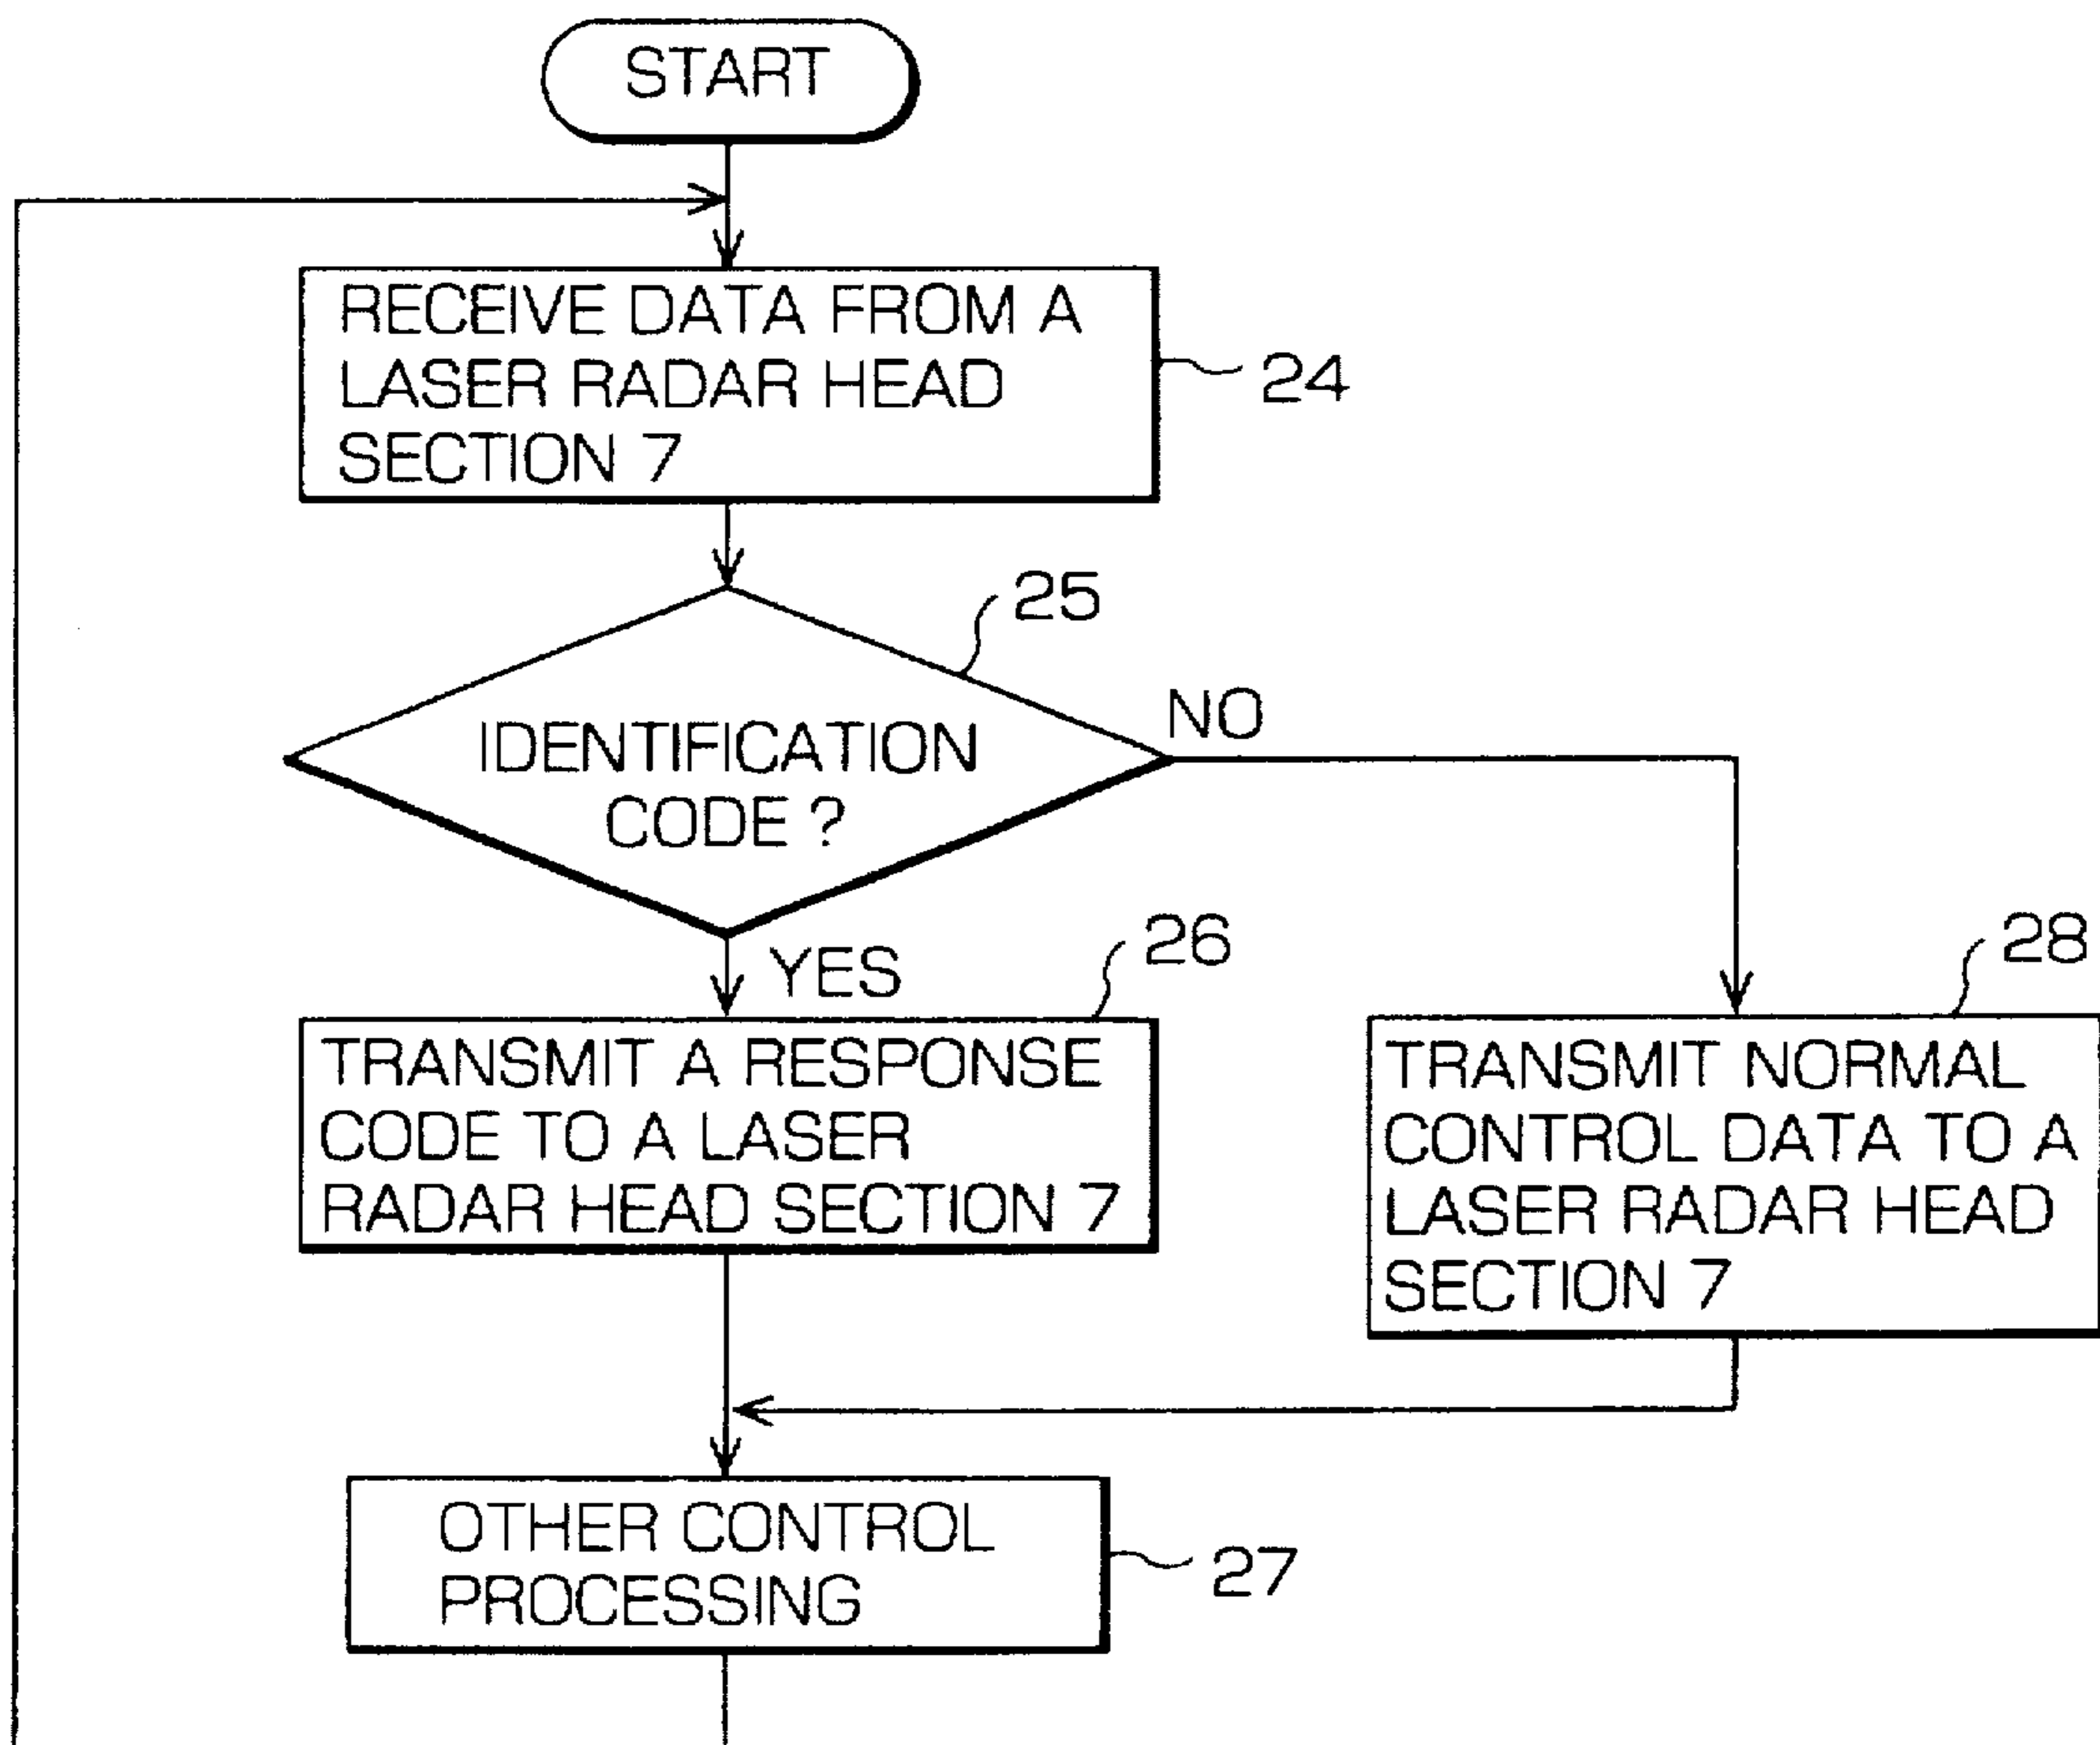 START
RECEIVE DATA FROM A
LASER RADAR HEAD
SECTION 7
24
25
IDENTIFICATION
CODE ?
NO
YES
26
TRANSMIT A RESPONSE
CODE TO A LASER
RADAR HEAD SECTION 7
28
TRANSMIT NORMAL
CONTROL DATA TO A
LASER RADAR HEAD
SECTION 7
OTHER CONTROL
PROCESSING
27